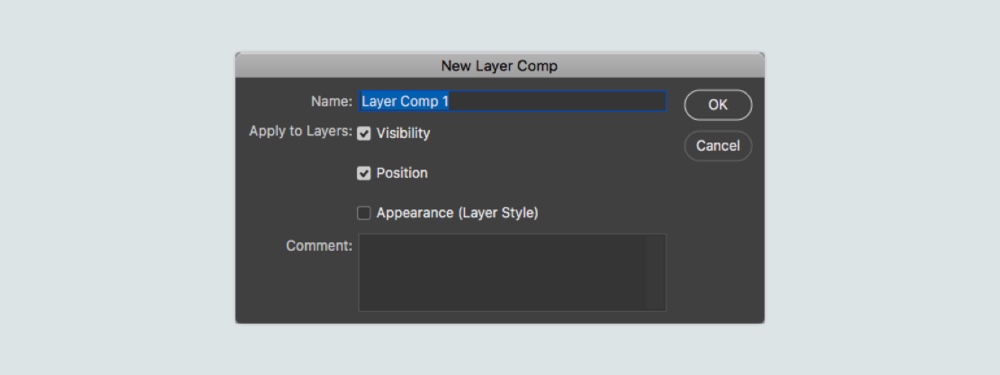 New Layer Comp
Name: Layer Comp 1
OK
Apply to Layers: Visibility
Cancel
Position
Appearance (Layer Style)
Comment: